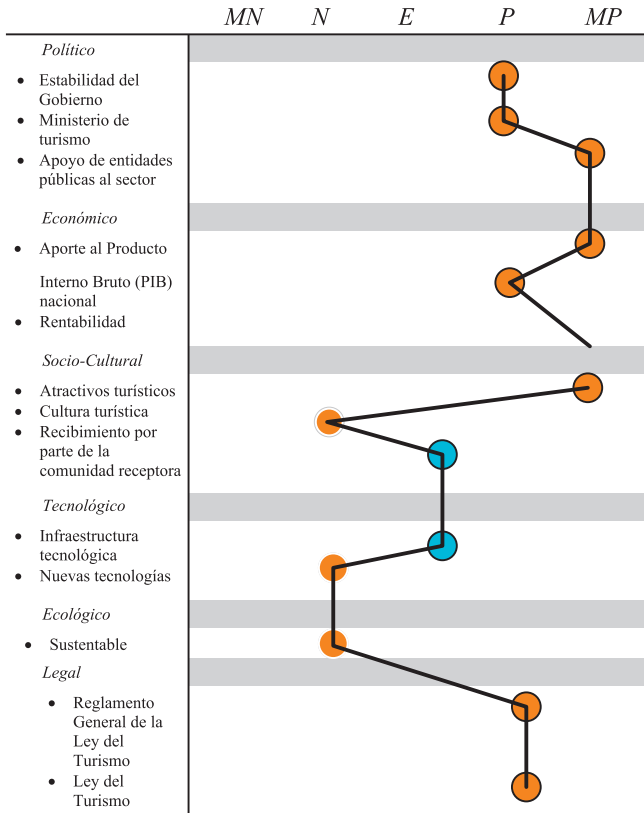 MN N E P MP
Político
• Estabilidad del
Gobierno
• Ministerio de
turismo
• Apoyo de entidades
públicas al sector
Económico
• Aporte al Producto
Interno Bruto (PIB)
nacional
• Rentabilidad
Socio-Cultural
• Atractivos turísticos
• Cultura turística
• Recibimiento por
parte de la
comunidad receptora
Tecnológico
• Infraestructura
tecnológica
• Nuevas tecnologías
Ecológico
• Sustentable
Legal
• Reglamento
General de la
Ley del
Turismo
• Ley del
Turismo